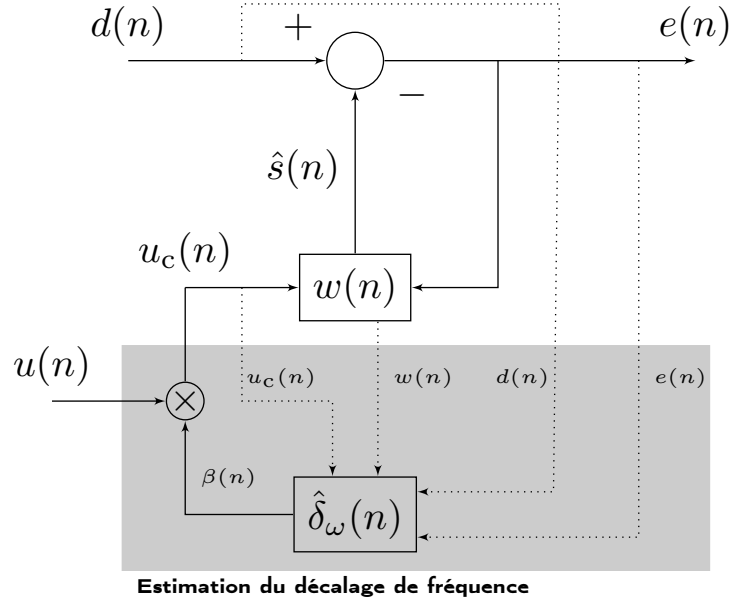 d(n)
+
e(n)
−
ŝ(n)
u_c(n)
w(n)
u(n)
×
u_c(n)
w(n)
d(n)
e(n)
β(n)
δ̂_ω(n)
Estimation du décalage de fréquence